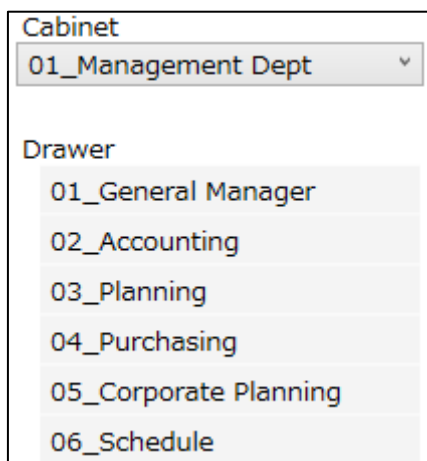 Cabinet
01_Management Dept
Drawer
01_General Manager
02_Accounting
03_Planning
04_Purchasing
05_Corporate Planning
06_Schedule